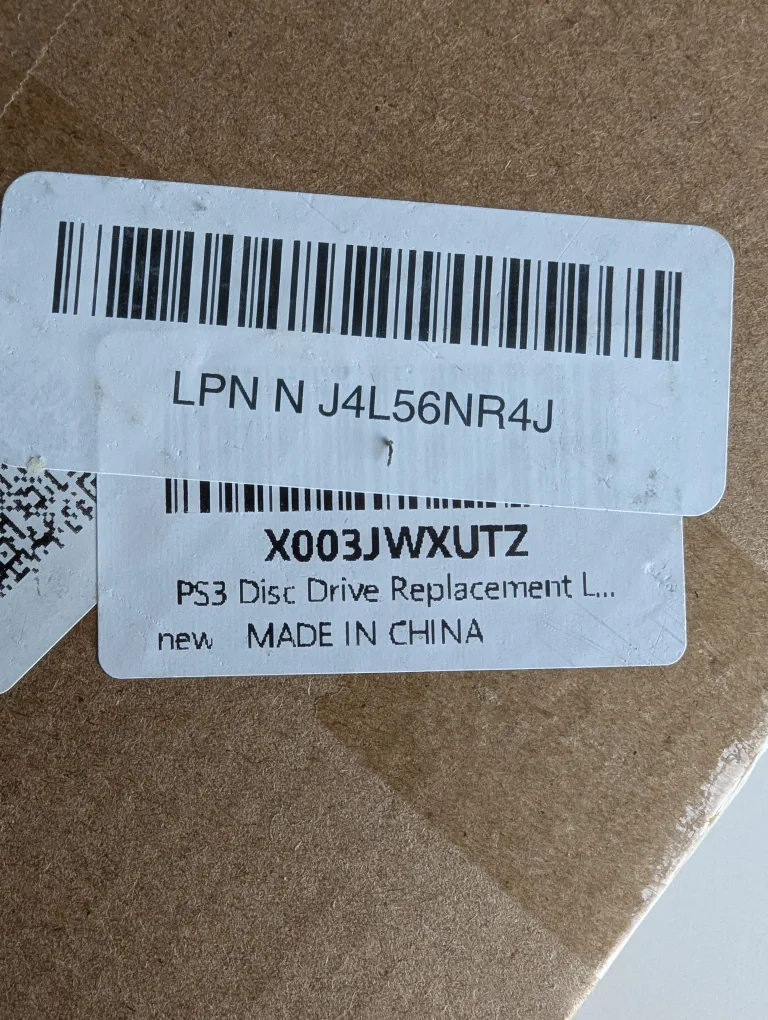 LPN N J4L56NR4J
X003JWXUTZ
PS3 Disc Drive Replacement L...
new MADE IN CHINA